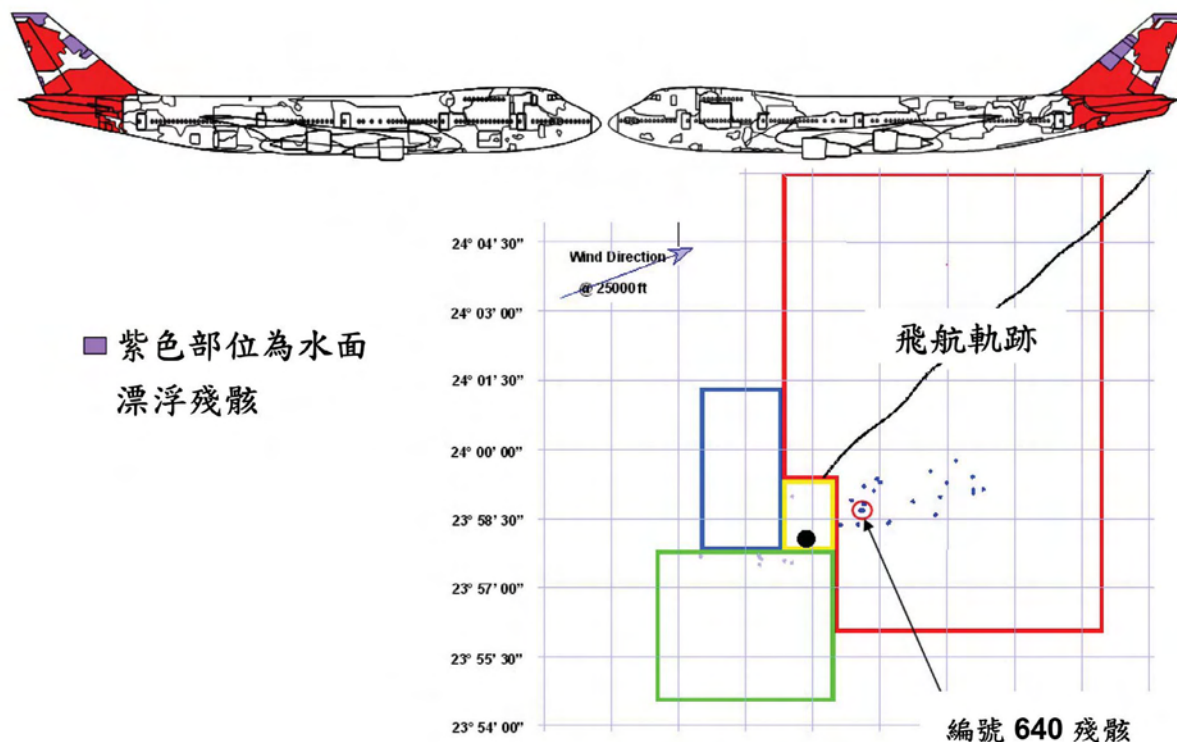 24° 04' 30"
Wind Direction
@ 25000 ft
24° 03' 00"
飛航軌跡
紫色部位為水面
漂浮殘骸
24° 01' 30"
24° 00' 00"
23° 58' 30"
23° 57' 00"
23° 55' 30"
23° 54' 00"
編號 640 殘骸